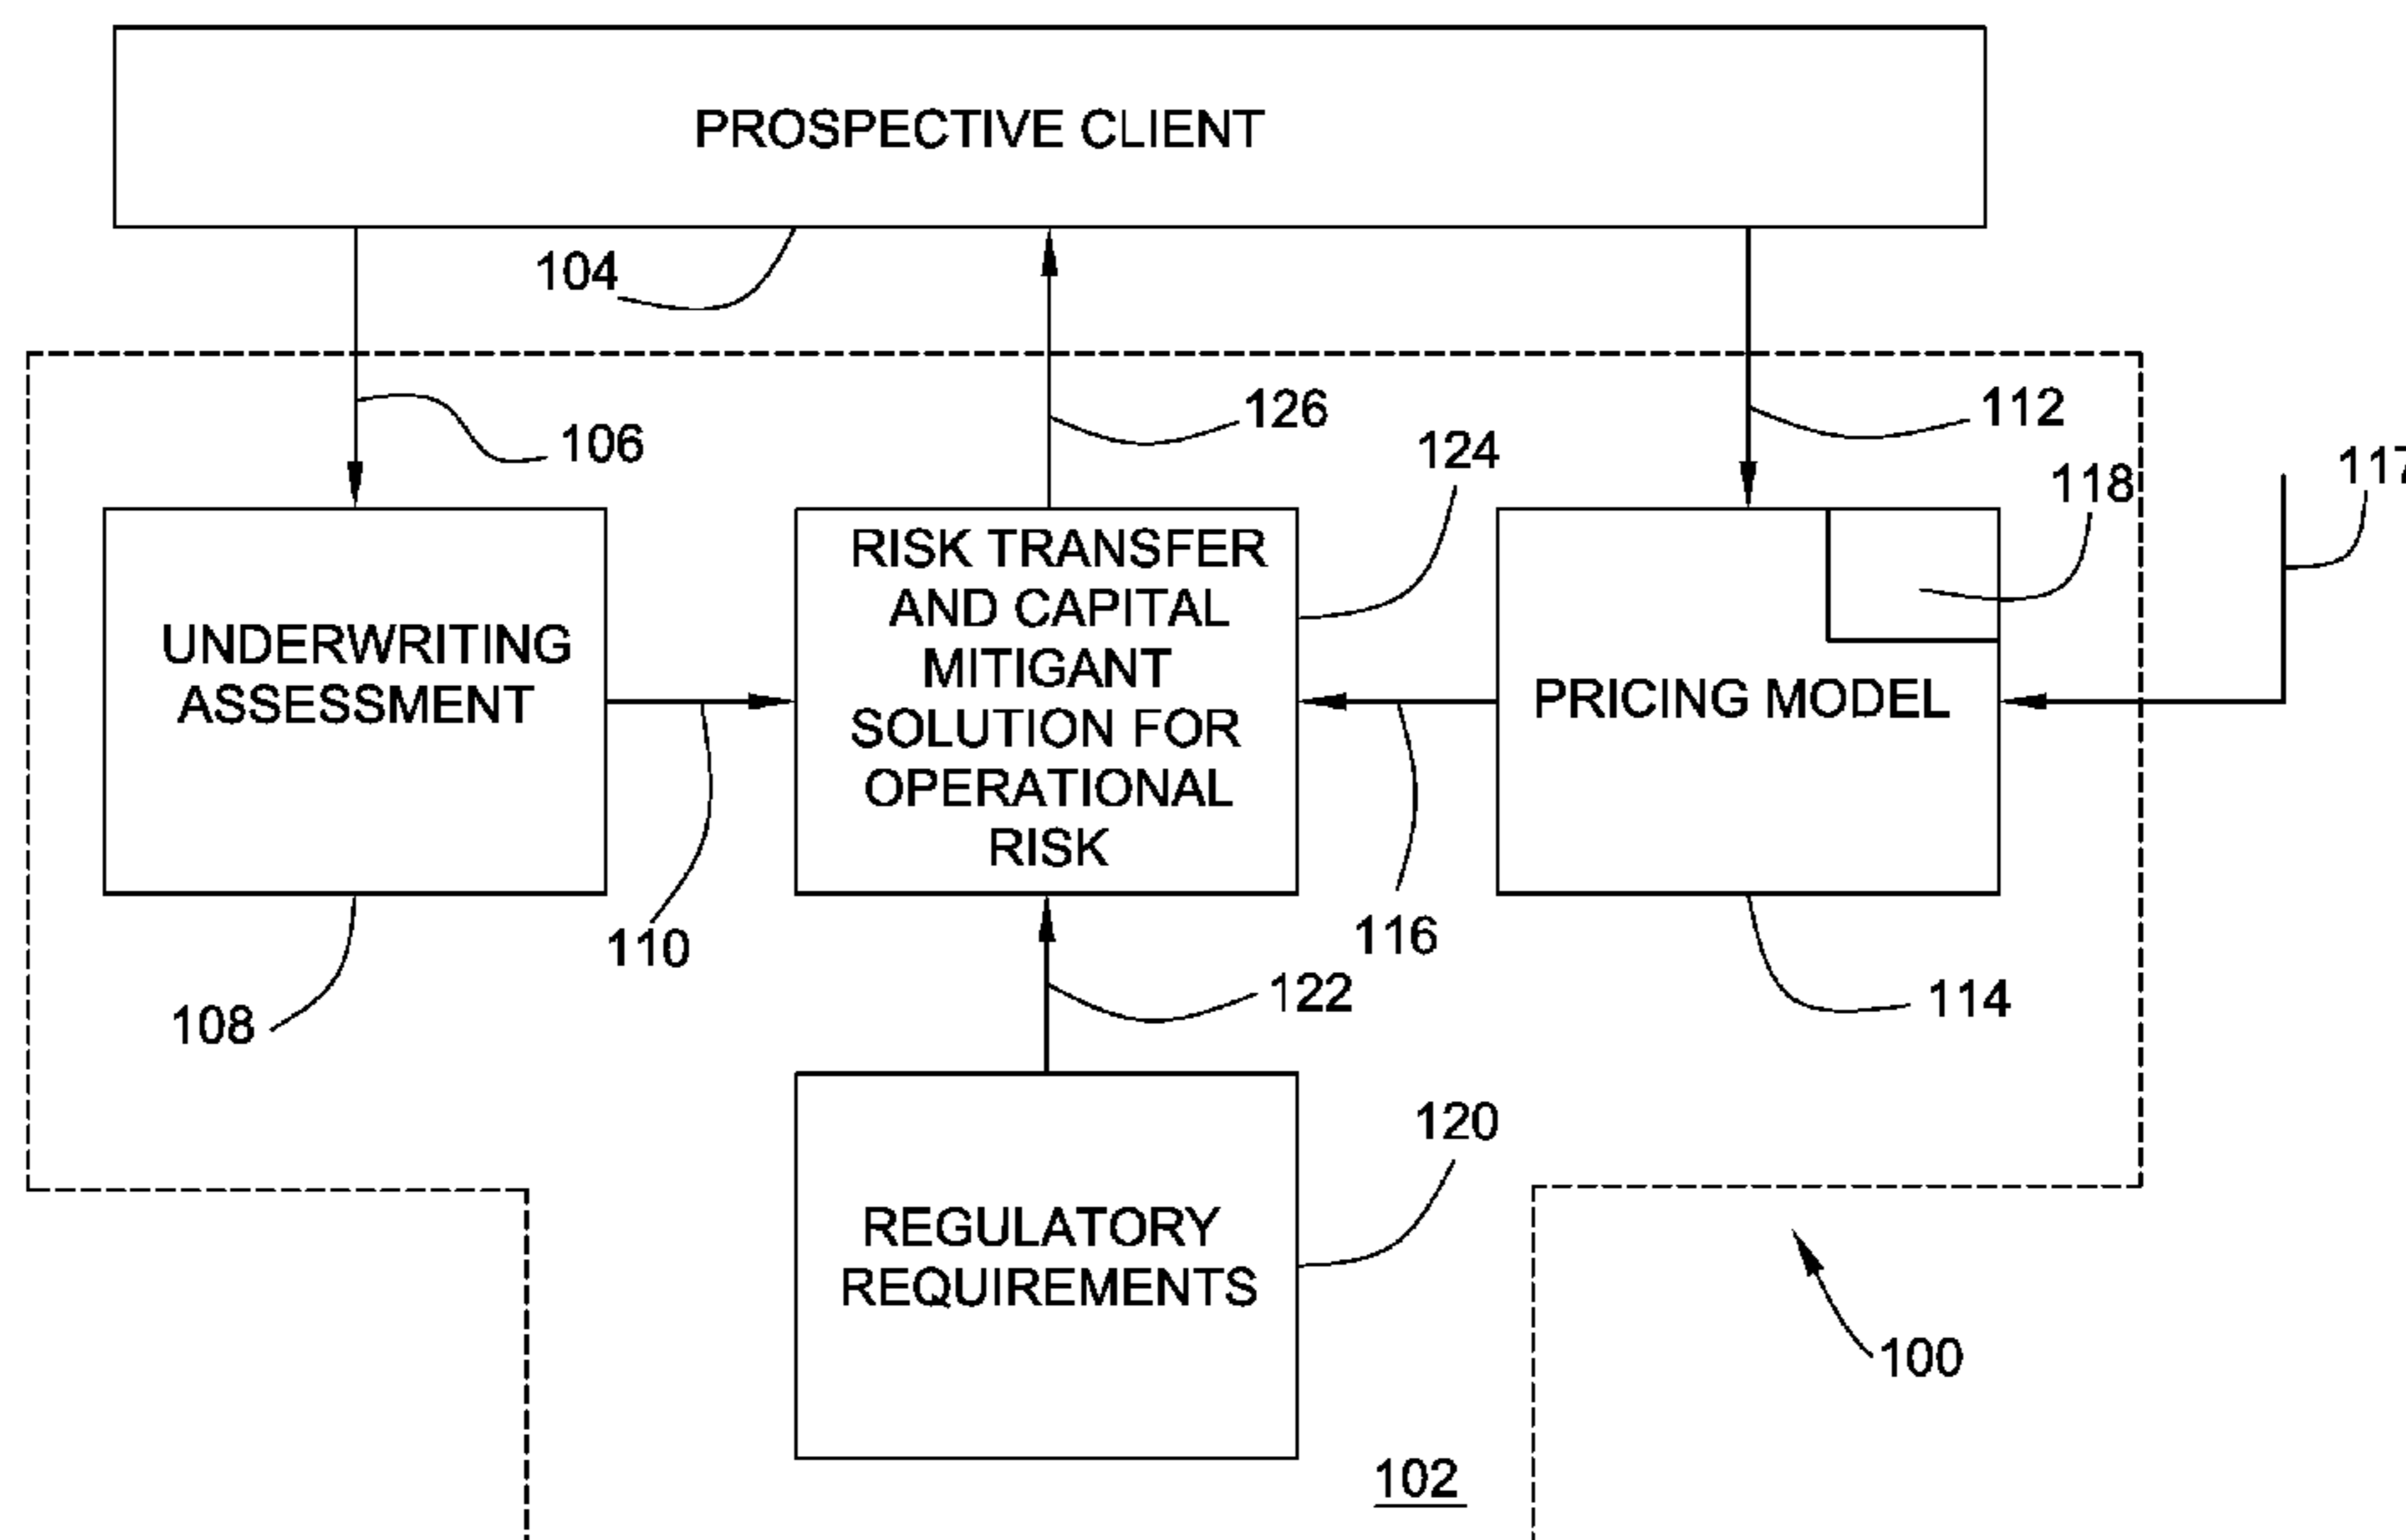 PROSPECTIVE CLIENT
104
106
126
112
124
118
117
UNDERWRITING
ASSESSMENT
RISK TRANSFER
AND CAPITAL
MITIGANT
SOLUTION FOR
OPERATIONAL
RISK
PRICING MODEL
110
116
108
122
114
120
REGULATORY
REQUIREMENTS
100
102